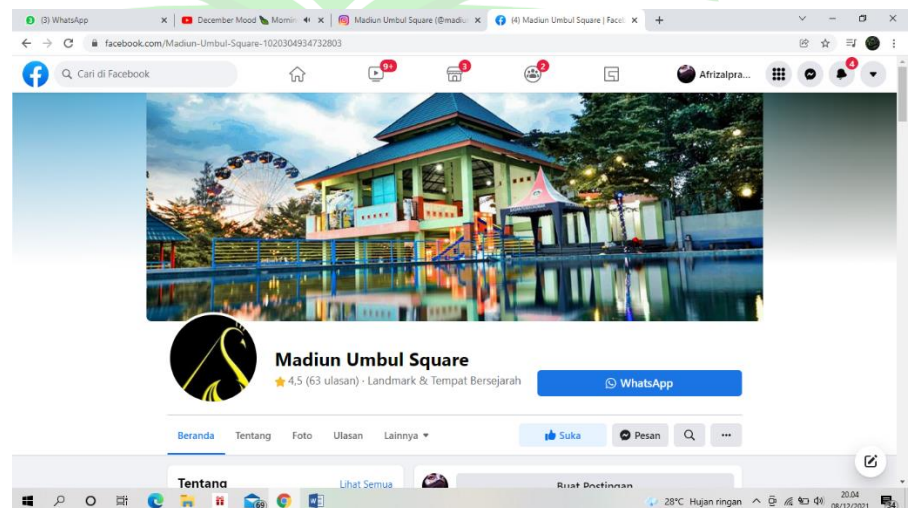 (3) WhatsApp
December Mood
Madiun Umbul Square (@madiu
(4) Madiun Umbul Square | Face
facebook.com/Madiun-Umbul-Square-1020304934732803
Cari di Facebook
9+
3
2
Afrizalpra...
4
Madiun Umbul Square
4,5 (63 ulasan) · Landmark & Tempat Bersejarah
WhatsApp
Beranda Tentang Foto Ulasan Lainnya
Suka Pesan
Tentang Lihat Semua
Buat Postingan
69
28°C Hujan ringan
20.04
08/12/2021
34